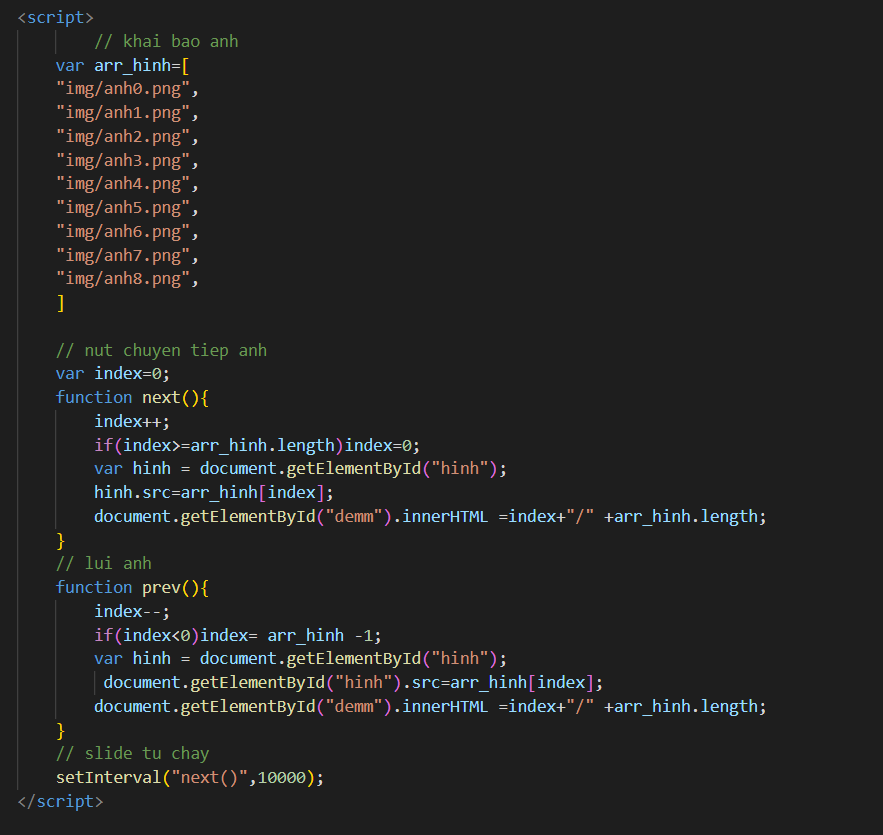 <script>
// khai bao anh
var arr_hinh=[
"img/anh0.png",
"img/anh1.png",
"img/anh2.png",
"img/anh3.png",
"img/anh4.png",
"img/anh5.png",
"img/anh6.png",
"img/anh7.png",
"img/anh8.png",
]
// nut chuyen tiep anh
var index=0;
function next(){
index++;
if(index>=arr_hinh.length)index=0;
var hinh = document.getElementById("hinh");
hinh.src=arr_hinh[index];
document.getElementById("demm").innerHTML =index+"/" +arr_hinh.length;
}
// lui anh
function prev(){
index--;
if(index<0)index= arr_hinh -1;
var hinh = document.getElementById("hinh");
document.getElementById("hinh").src=arr_hinh[index];
document.getElementById("demm").innerHTML =index+"/" +arr_hinh.length;
}
// slide tu chay
setInterval("next()",10000);
</script>